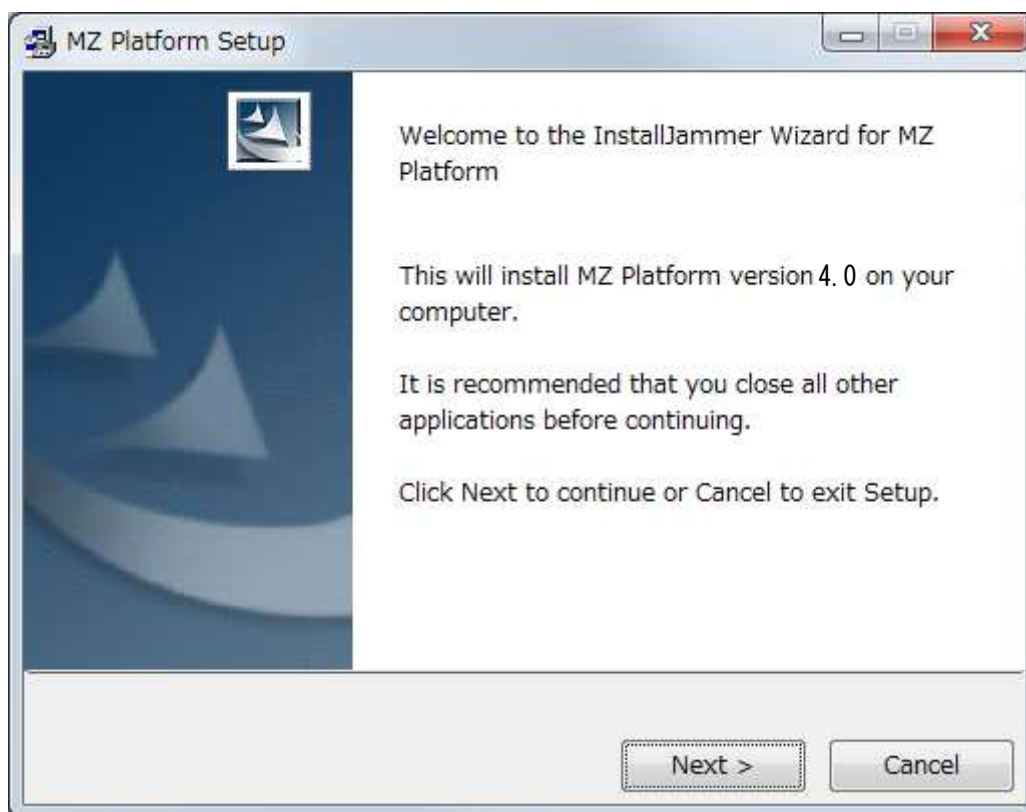 MZ Platform Setup
Welcome to the InstallJammer Wizard for MZ
Platform
This will install MZ Platform version 4.0 on your
computer.
It is recommended that you close all other
applications before continuing.
Click Next to continue or Cancel to exit Setup.
Next >
Cancel